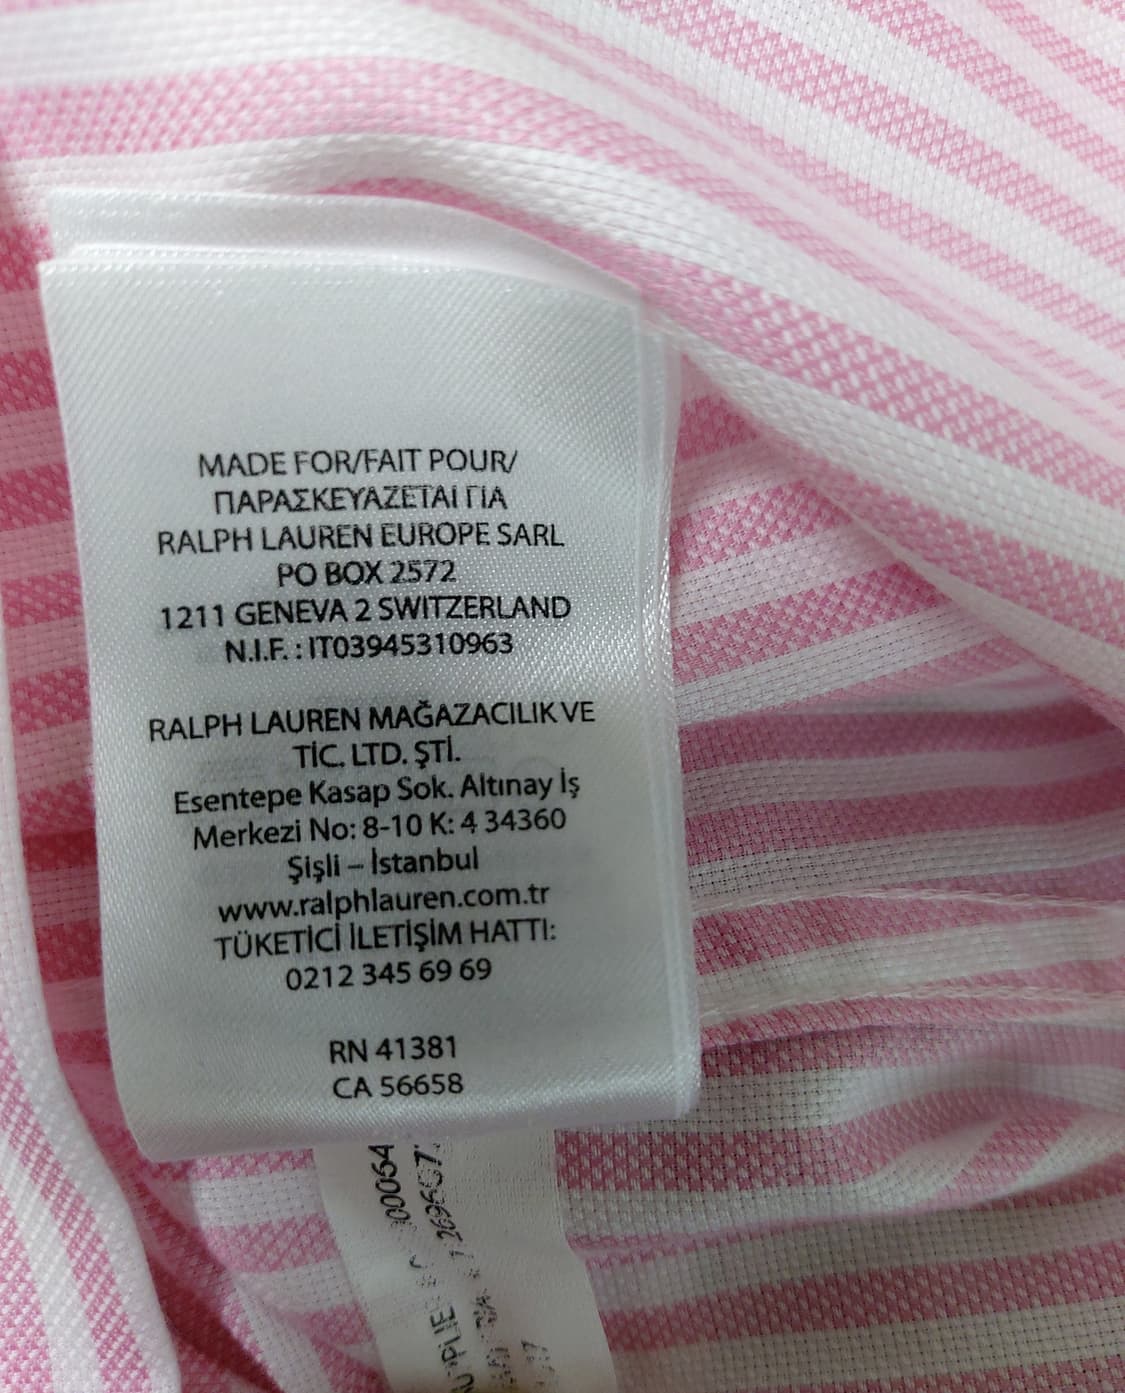 MADE FOR/FAIT POUR/
ΠΑΡΑΣΚΕΥΑΖΕΤΑΙ ΓΙΑ
RALPH LAUREN EUROPE SARL
PO BOX 2572
1211 GENEVA 2 SWITZERLAND
N.I.F. : IT03945310963
RALPH LAUREN MAĞAZACILIK VE
TİC. LTD. ŞTİ.
Esentepe Kasap Sok. Altınay İş
Merkezi No: 8-10 K: 4 34360
Şişli – İstanbul
www.ralphlauren.com.tr
TÜKETİCİ İLETİŞİM HATTI:
0212 345 69 69
RN 41381
CA 56658